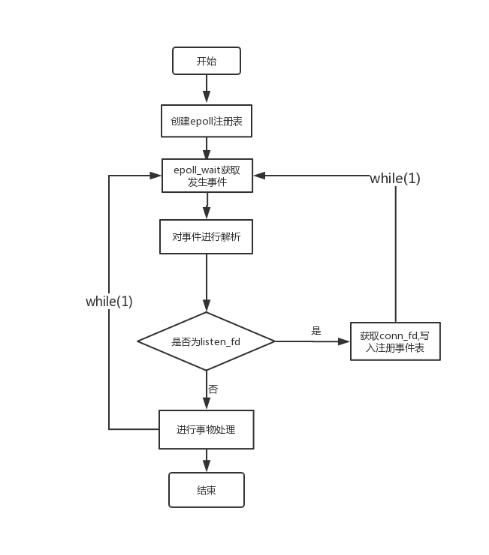 开始
创建epoll注册表
epoll_wait获取
发生事件
while(1)
对事件进行解析
while(1)
是否为listen_fd
是
获取conn_fd,写
入注册事件表
否
进行事物处理
结束